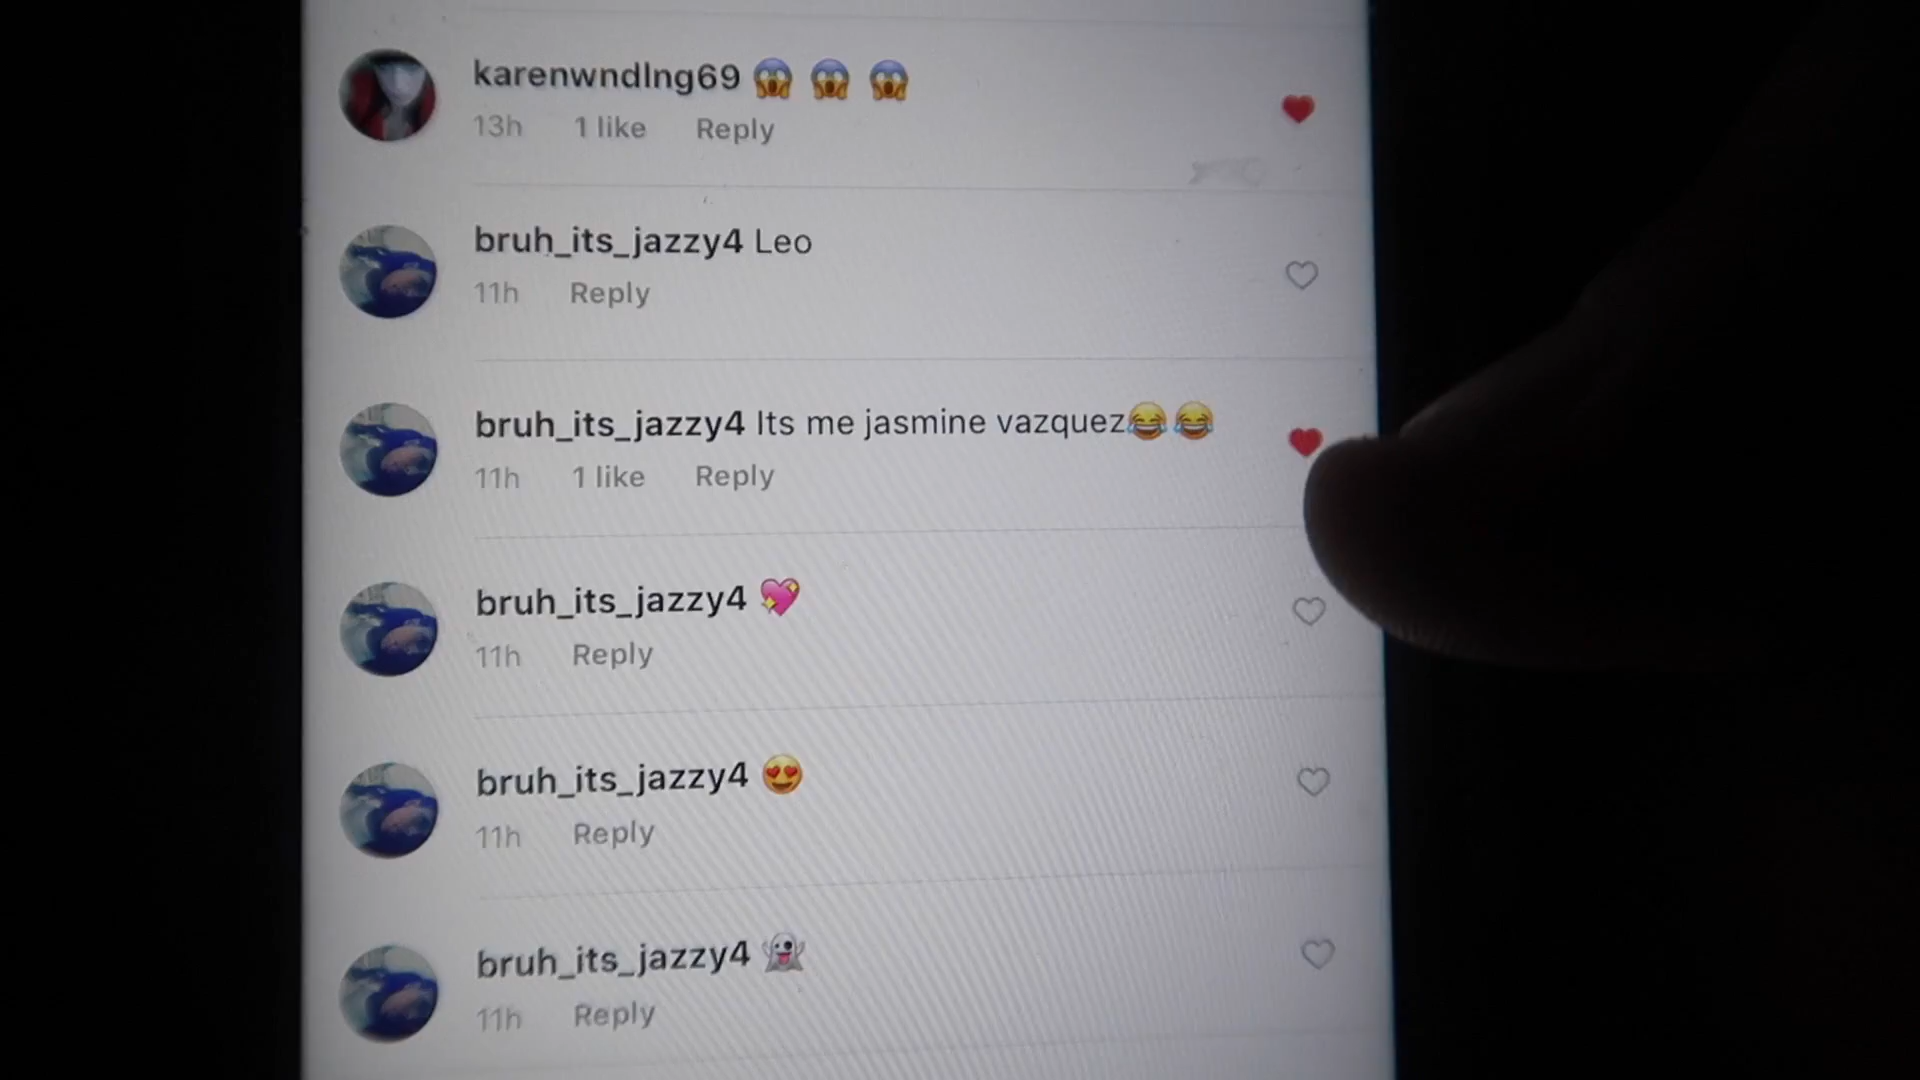 karenwndlng69 😱 😱 😱
13h 1 like Reply
bruh_its_jazzy4 Leo
11h Reply
bruh_its_jazzy4 Its me jasmine vazquez😂 😂
11h 1 like Reply
bruh_its_jazzy4 💖
11h Reply
bruh_its_jazzy4 😍
11h Reply
bruh_its_jazzy4 👻
11h Reply